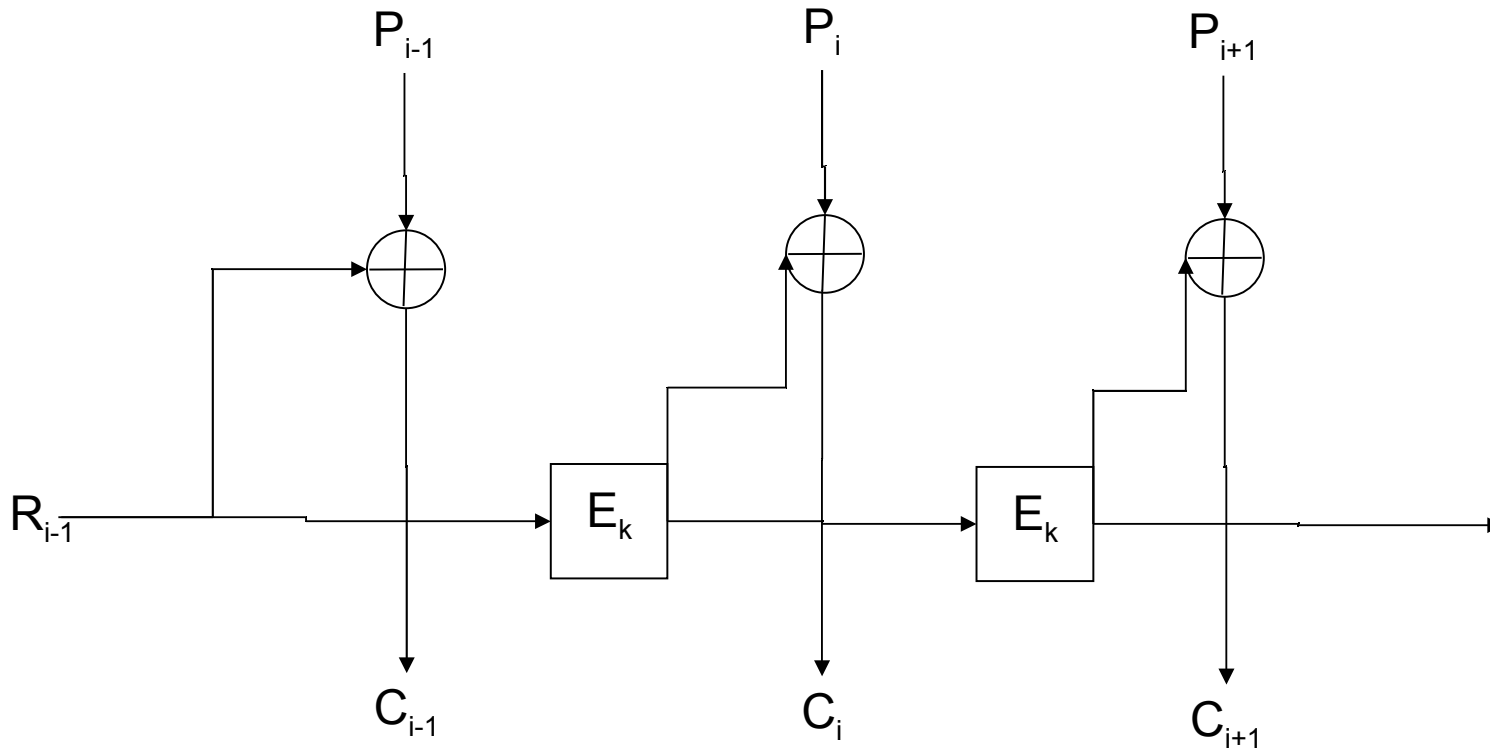 P_{i-1}
P_i
P_{i+1}
R_{i-1}
E_k
E_k
C_{i-1}
C_i
C_{i+1}